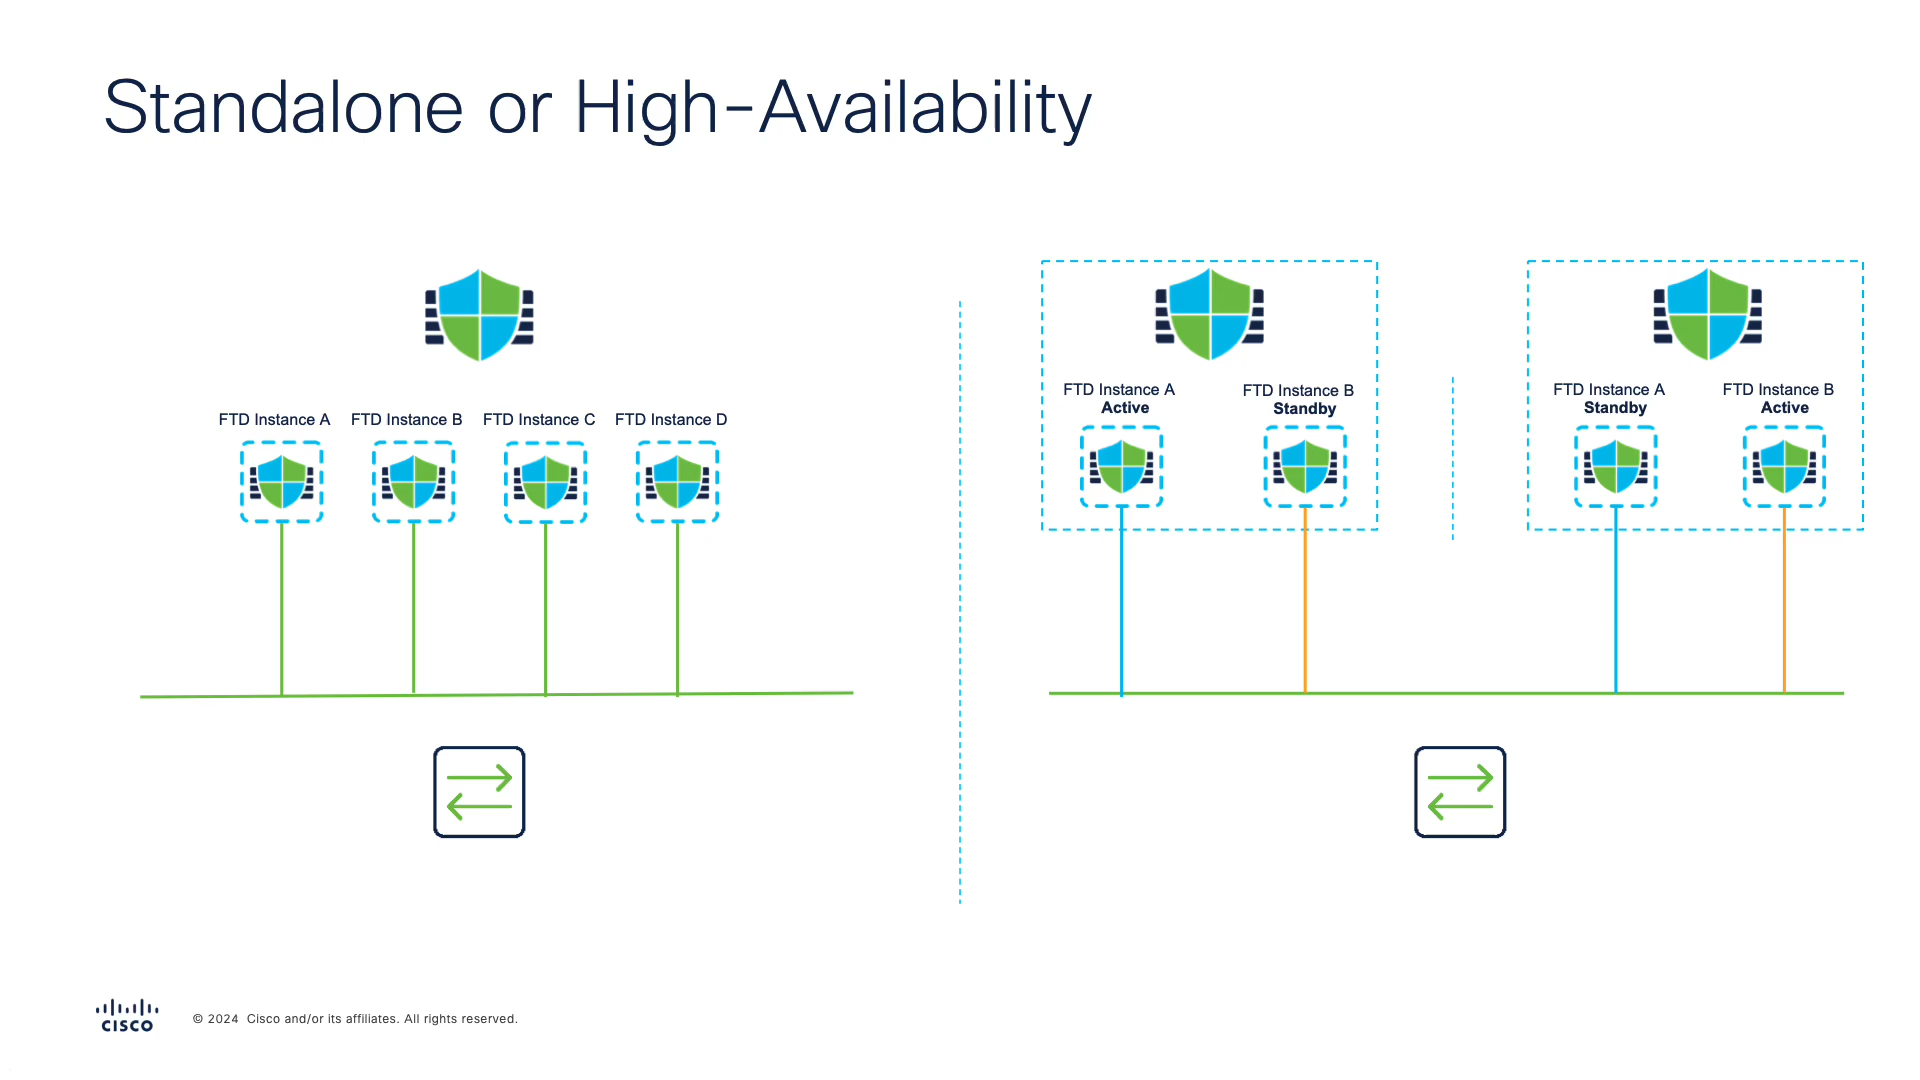 Standalone or High-Availability
FTD Instance A
FTD Instance B
FTD Instance C
FTD Instance D
FTD Instance A
Active
FTD Instance B
Standby
FTD Instance A
Standby
FTD Instance B
Active
CISCO
© 2024 Cisco and/or its affiliates. All rights reserved.